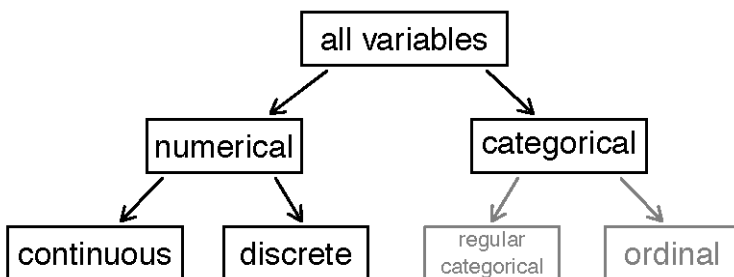 all variables
numerical
categorical
continuous
discrete
regular
categorical
ordinal